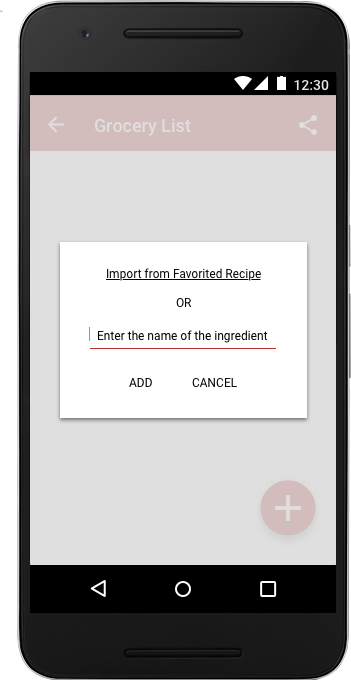 12:30
Grocery List
Import from Favorited Recipe
OR
Enter the name of the ingredient
ADD CANCEL